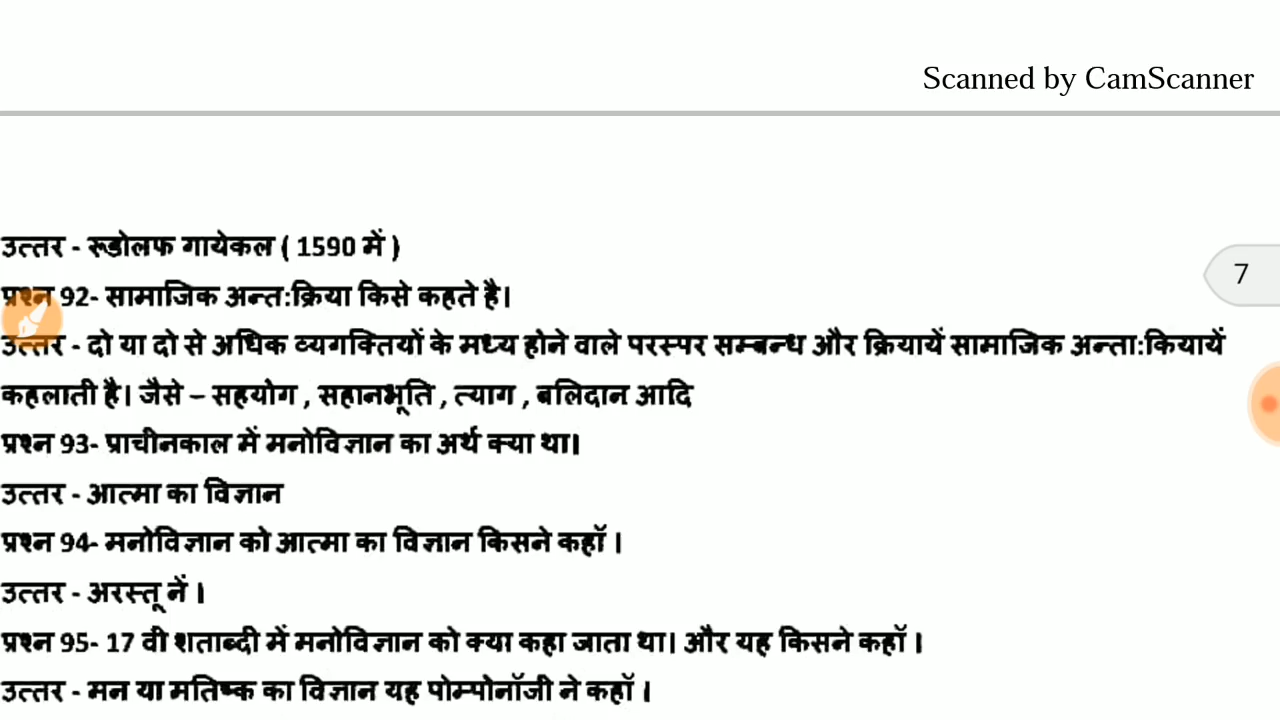 Scanned by CamScanner
7
उत्तर - रूडोलफ गायेकल ( 1590 में )
प्रश्न 92- सामाजिक अन्त:क्रिया किसे कहते है।
उत्तर - दो या दो से अधिक व्यगक्तियों के मध्य होने वाले परस्पर सम्बन्ध और क्रियायें सामाजिक अन्ता:कियायें
कहलाती है। जैसे – सहयोग , सहानभूति , त्याग , बलिदान आदि
प्रश्न 93- प्राचीनकाल में मनोविज्ञान का अर्थ क्या था।
उत्तर - आत्मा का विज्ञान
प्रश्न 94- मनोविज्ञान को आत्मा का विज्ञान किसने कहाॅ ।
उत्तर - अरस्तू नें ।
प्रश्न 95- 17 वी शताब्दी में मनोविज्ञान को क्या कहा जाता था। और यह किसने कहाॅ ।
उत्तर - मन या मतिष्क का विज्ञान यह पोम्पोनॉजी ने कहाॅ ।